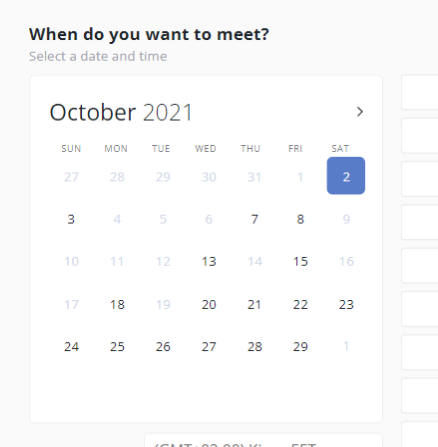 When do you want to meet?
Select a date and time
October 2021
SUN MON TUE WED THU FRI SAT
27 28 29 30 31 1 2
3 4 5 6 7 8 9
10 11 12 13 14 15 16
17 18 19 20 21 22 23
24 25 26 27 28 29 1